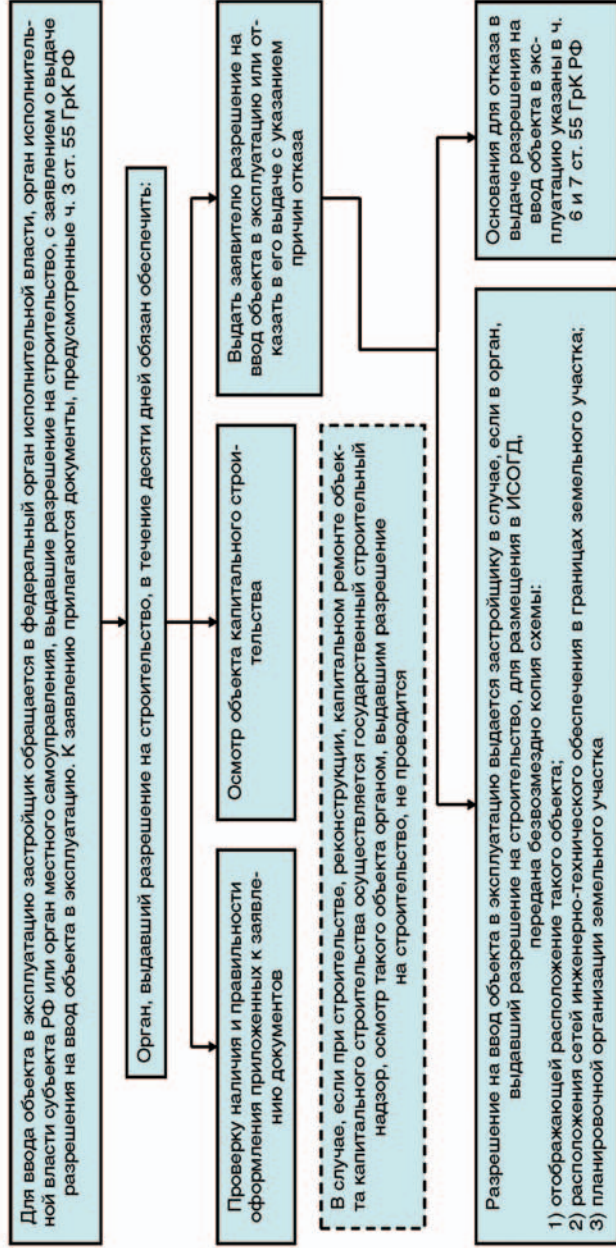 Для ввода объекта в эксплуатацию застройщик обращается в федеральный орган исполнительной власти, орган исполнитель-
ной власти субъекта РФ или орган местного самоуправления, выдавшие разрешение на строительство, с заявлением о выдаче
разрешения на ввод объекта в эксплуатацию. К заявлению прилагаются документы, предусмотренные ч. 3 ст. 55 ГрК РФ
Орган, выдавший разрешение на строительство, в течение десяти дней обязан обеспечить:
Проверку наличия и правильности
оформления приложенных к заявле-
нию документов
Осмотр объекта капитального строи-
тельства
Выдать заявителю разрешение на
ввод объекта в эксплуатацию или от-
казать в его выдаче с указанием
причин отказа
В случае, если при строительстве, реконструкции, капитальном ремонте объек-
та капитального строительства осуществляется государственный строительный
надзор, осмотр такого объекта органом, выдавшим разрешение
на строительство, не проводится
Разрешение на ввод объекта в эксплуатацию выдается застройщику в случае, если в орган,
выдавший разрешение на строительство, для размещения в ИСОГД,
передана безвозмездно копия схемы:
1) отображающей расположение такого объекта;
2) расположения сетей инженерно-технического обеспечения в границах земельного участка;
3) планировочной организации земельного участка
Основания для отказа в
выдаче разрешения на
ввод объекта в экс-
плуатацию указаны в ч.
6 и 7 ст. 55 ГрК РФ